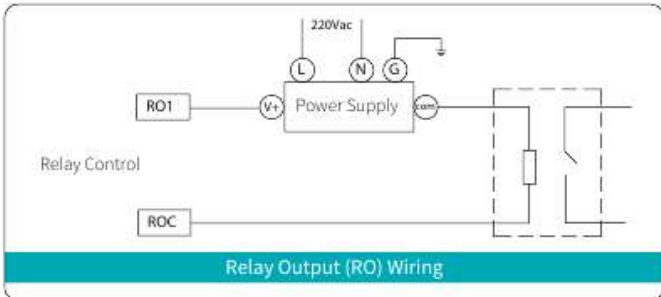 220Vac
L
N
G
RO1
V+
Power Supply
com
Relay Control
ROC
Relay Output (RO) Wiring